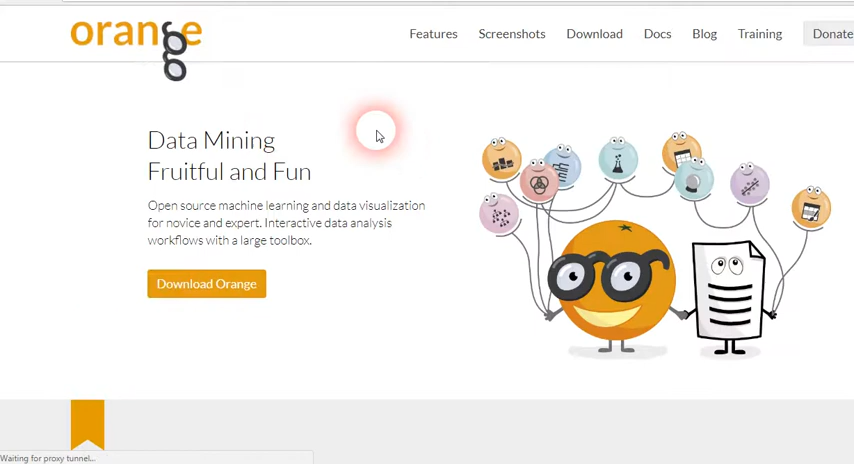 orange
Features Screenshots Download Docs Blog Training Donate
Data Mining
Fruitful and Fun
Open source machine learning and data visualization
for novice and expert. Interactive data analysis
workflows with a large toolbox.
Download Orange
Waiting for proxy tunnel...